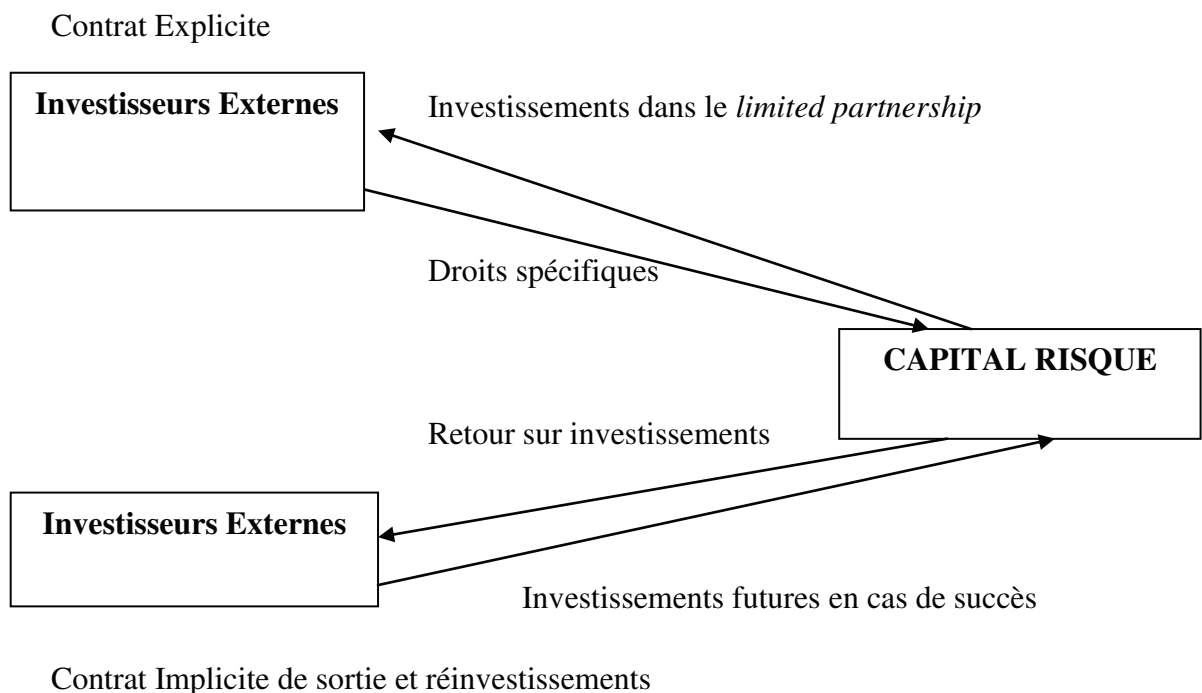 Contrat Explicite
Investisseurs Externes
Investissements dans le limited partnership
Droits spécifiques
CAPITAL RISQUE
Retour sur investissements
Investisseurs Externes
Investissements futures en cas de succès
Contrat Implicite de sortie et réinvestissements